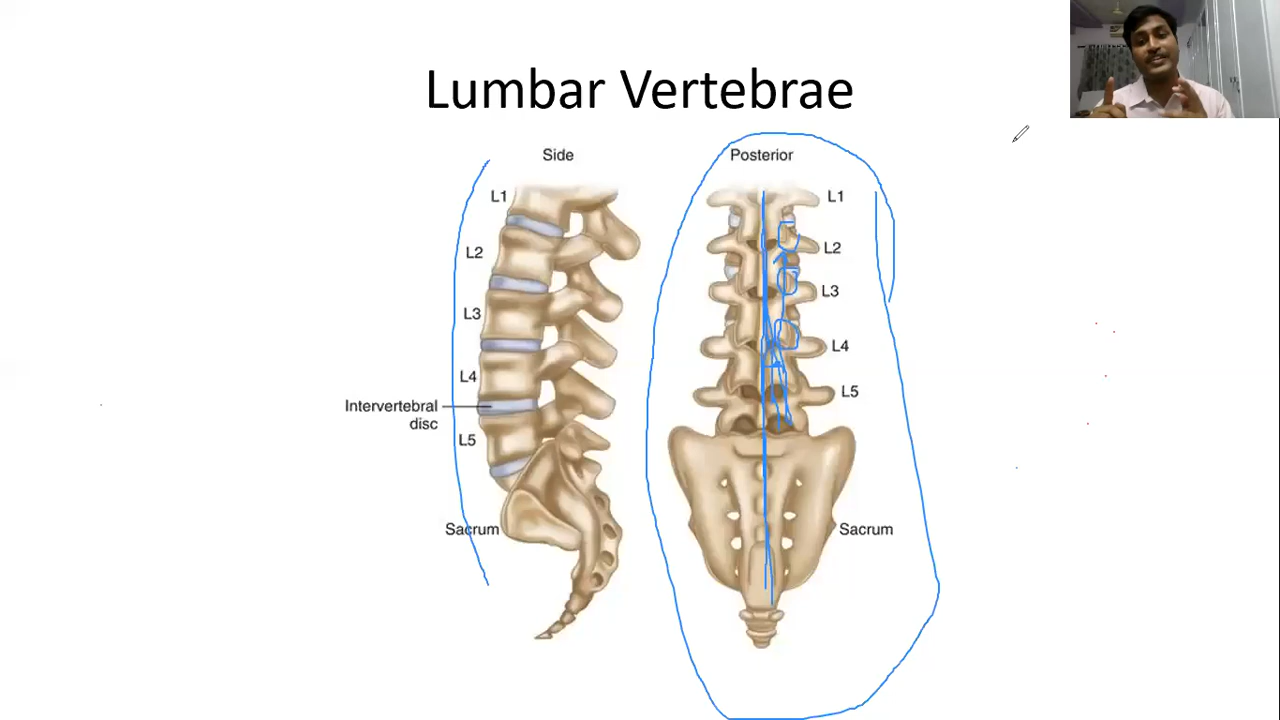 Lumbar Vertebrae
Side
Posterior
L1
L2
L3
L4
Intervertebral
disc
L5
Sacrum
L1
L2
L3
L4
L5
Sacrum